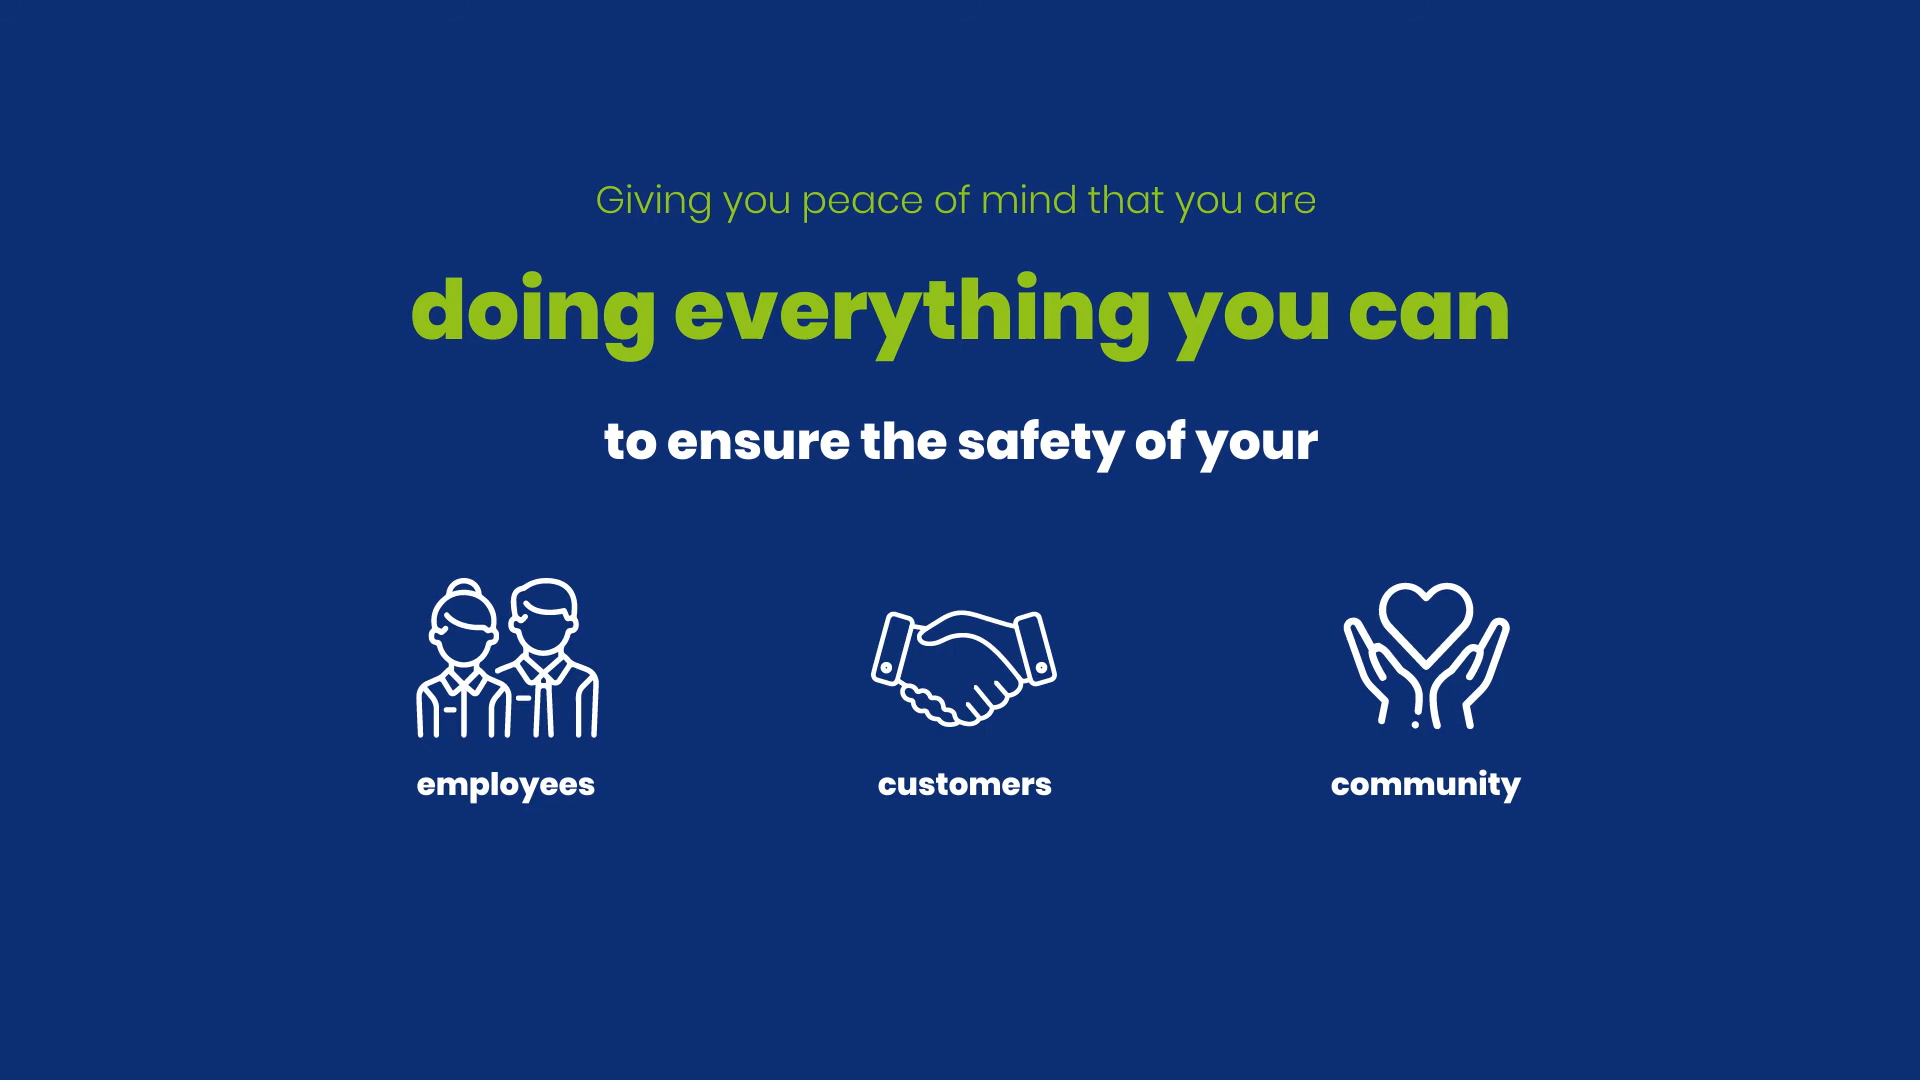 Giving you peace of mind that you are
doing everything you can
to ensure the safety of your
employees
customers
community